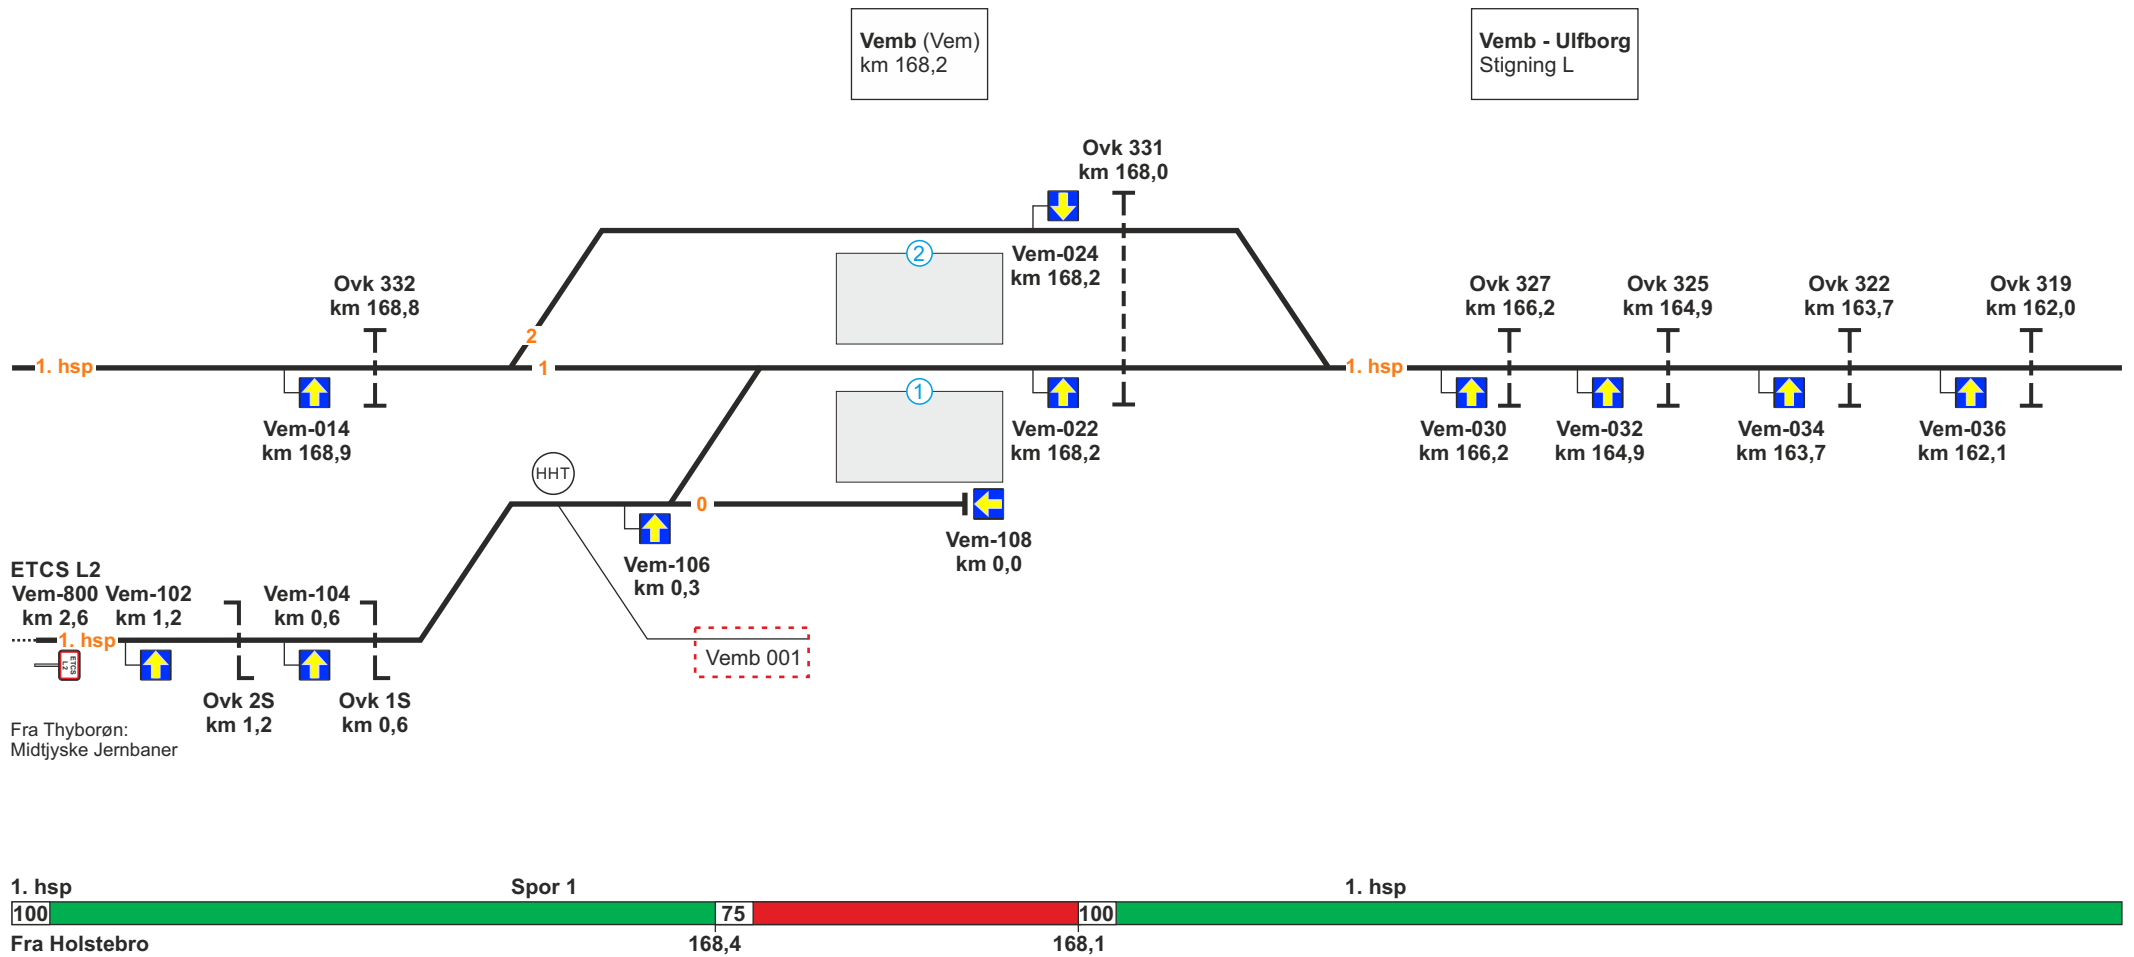 Vemb (Vem)
km 168,2
Vemb - Ulfborg
Stigning L
Ovk 331
km 168,0
2
Vem-024
km 168,2
Ovk 332
km 168,8
Ovk 327
km 166,2
Ovk 325
km 164,9
Ovk 322
km 163,7
Ovk 319
km 162,0
2
1. hsp
1
1. hsp
1
Vem-014
km 168,9
Vem-022
km 168,2
Vem-030
km 166,2
Vem-032
km 164,9
Vem-034
km 163,7
Vem-036
km 162,1
HHT
0
Vem-106
km 0,3
Vem-108
km 0,0
ETCS L2
Vem-800
km 2,6
Vem-102
km 1,2
Vem-104
km 0,6
1. hsp
ETCS
L2
Vemb 001
Ovk 2S
km 1,2
Ovk 1S
km 0,6
Fra Thyborøn:
Midtjyske Jernbaner
1. hsp
Spor 1
1. hsp
100
75
100
Fra Holstebro
168,4
168,1